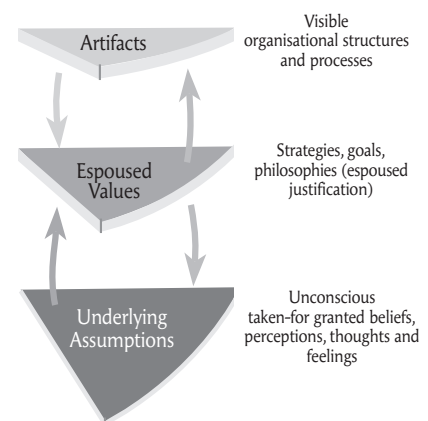 Artifacts
Visible
organisational structures
and processes
Espoused
Values
Strategies, goals,
philosophies (espoused
justification)
Underlying
Assumptions
Unconscious
taken-for granted beliefs,
perceptions, thoughts and
feelings